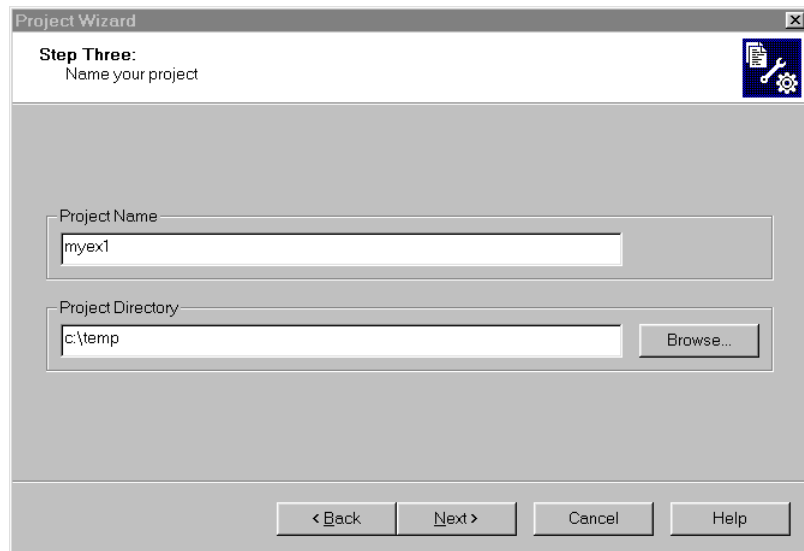 Project Wizard
Step Three:
Name your project
Project Name
myex1
Project Directory
c:\temp
Browse...
< Back
Next >
Cancel
Help